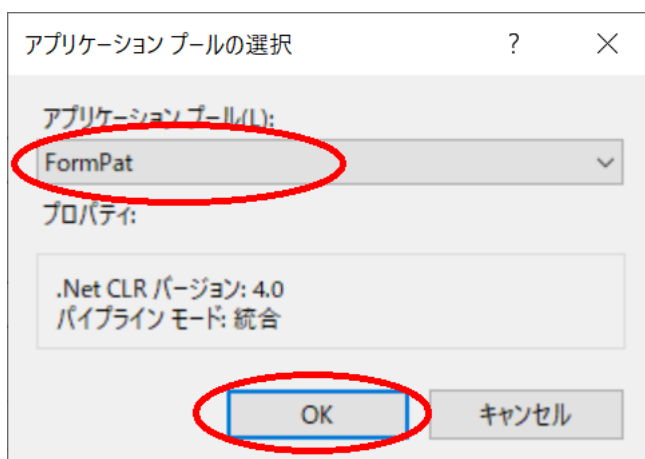 アプリケーション プールの選択
?
アプリケーション プール(L):
FormPat
プロパティ:
.Net CLR バージョン: 4.0
パイプライン モード: 統合
OK
キャンセル